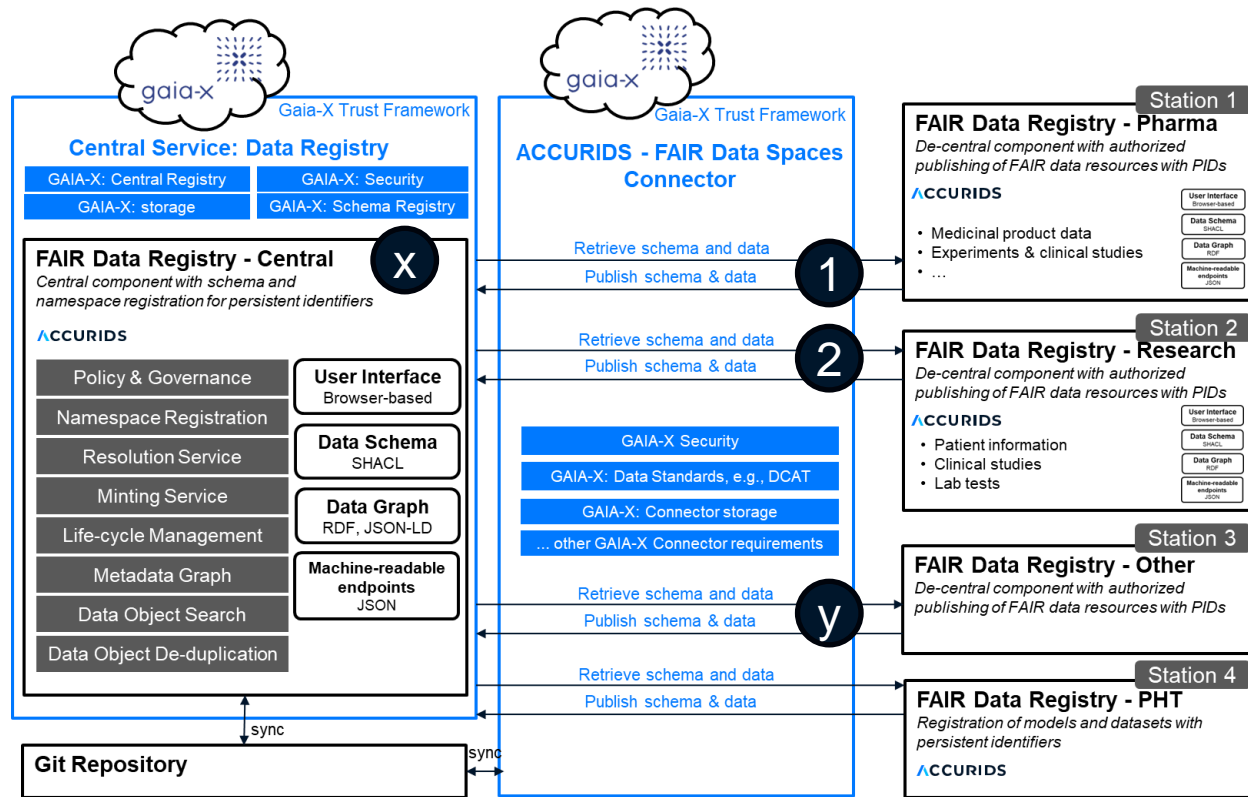 gaia-x
Gaia-X Trust Framework
Central Service: Data Registry
GAIA-X: Central Registry
GAIA-X: Security
GAIA-X: storage
GAIA-X: Schema Registry
FAIR Data Registry - Central
x
Central component with schema and
namespace registration for persistent identifiers
ACCURIDS
Policy & Governance
Namespace Registration
Resolution Service
Minting Service
Life-cycle Management
Metadata Graph
Data Object Search
Data Object De-duplication
User Interface
Browser-based
Data Schema
SHACL
Data Graph
RDF, JSON-LD
Machine-readable
endpoints
JSON
sync
Git Repository
sync
gaia-x
Gaia-X Trust Framework
ACCURIDS - FAIR Data Spaces
Connector
Retrieve schema and data
Publish schema & data
1
Retrieve schema and data
Publish schema & data
2
GAIA-X Security
GAIA-X: Data Standards, e.g., DCAT
GAIA-X: Connector storage
... other GAIA-X Connector requirements
Retrieve schema and data
Publish schema & data
y
Retrieve schema and data
Publish schema & data
Station 1
FAIR Data Registry - Pharma
De-central component with authorized
publishing of FAIR data resources with PIDs
ACCURIDS
• Medicinal product data
• Experiments & clinical studies
• …
User Interface
Browser-based
Data Schema
SHACL
Data Graph
RDF
Machine-readable
endpoints
JSON
Station 2
FAIR Data Registry - Research
De-central component with authorized
publishing of FAIR data resources with PIDs
ACCURIDS
• Patient information
• Clinical studies
• Lab tests
User Interface
Browser-based
Data Schema
SHACL
Data Graph
RDF
Machine-readable
endpoints
JSON
Station 3
FAIR Data Registry - Other
De-central component with authorized
publishing of FAIR data resources with PIDs
Station 4
FAIR Data Registry - PHT
Registration of models and datasets with
persistent identifiers
ACCURIDS